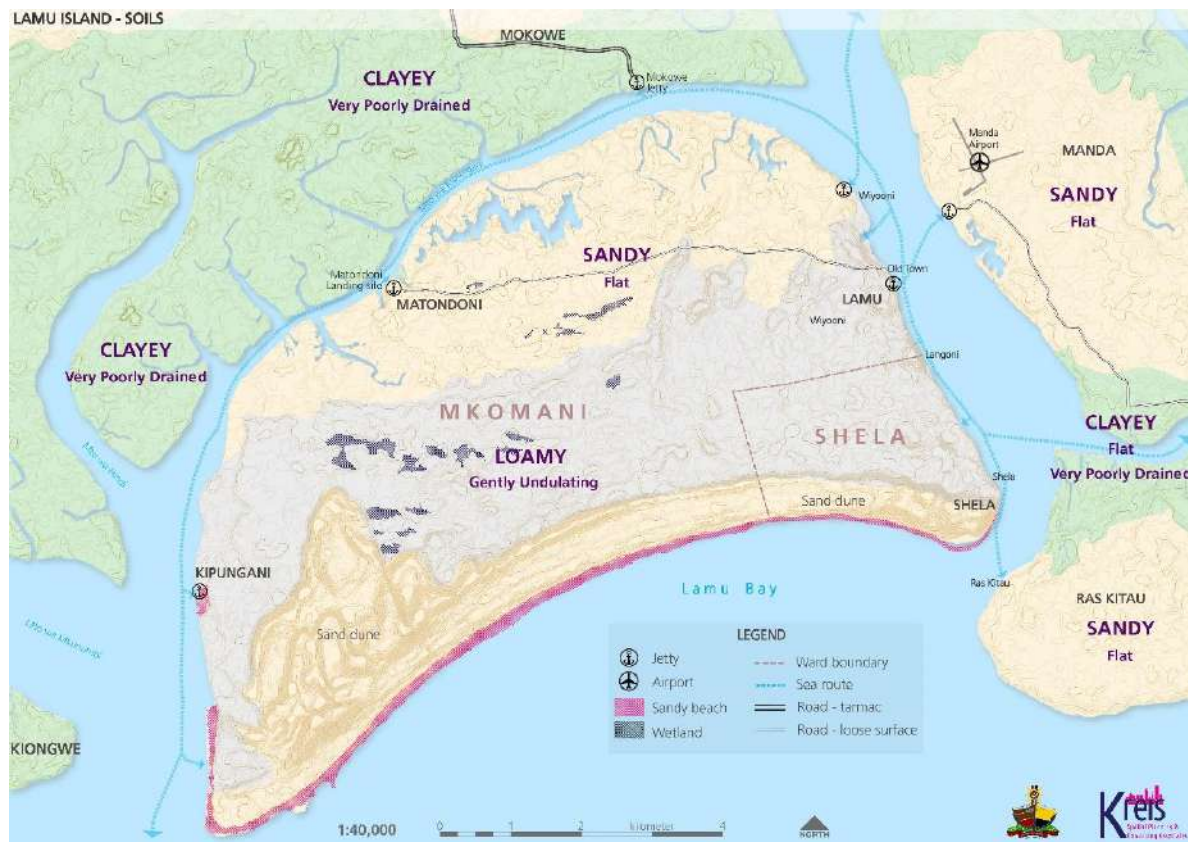 LAMU ISLAND - SOILS
MOKOWE
CLAYEY
Very Poorly Drained
Mokowe
Jetty
Manda
Airport
MANDA
SANDY
Flat
Wiyooni
SANDY
Flat
Matondoni
Landing site
MATONDONI
Old Town
LAMU
Wiyooni
CLAYEY
Very Poorly Drained
Langoni
MKOMANI
SHELA
CLAYEY
Flat
Very Poorly Drained
LOAMY
Gently Undulating
Shela
Sand dune
SHELA
KIPUNGANI
Ras Kitau
Lamu Bay
RAS KITAU
SANDY
Flat
Sand dune
LEGEND
Jetty
Airport
Sandy beach
Wetland
Ward boundary
Sea route
Road - tarmac
Road - loose surface
KIONGWE
1:40,000
0 1 2 kilometer 4
NORTH
Kreis